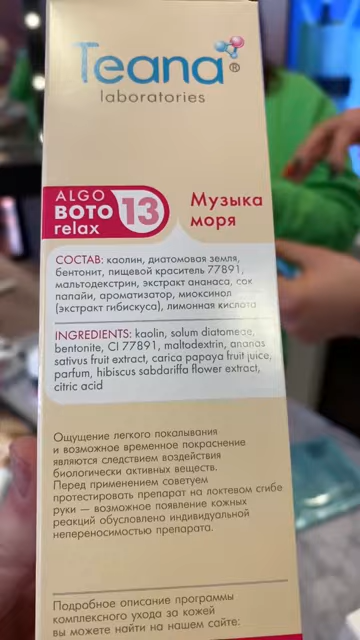 Teana®
laboratories
ALGO
BOTO 13
relax
Музыка
моря
СОСТАВ: каолин, диатомовая земля,
бентонит, пищевой краситель 77891,
мальтодекстрин, экстракт ананаса, сок
папайи, ароматизатор, миоксинол
(экстракт гибискуса), лимонная кислота
INGREDIENTS: kaolin, solum diatomeae,
bentonite, CI 77891, maltodextrin, ananas
sativus fruit extract, carica papaya fruit juice,
parfum, hibiscus sabdariffa flower extract,
citric acid
Ощущение легкого покалывания
и возможное временное покраснение
являются следствием воздействия
биологически активных веществ.
Перед применением советуем
протестировать препарат на локтевом сгибе
руки — возможное появление кожных
реакций обусловлено индивидуальной
непереносимостью препарата.
Подробное описание программы
комплексного ухода за кожей
вы можете найти на нашем сайте: